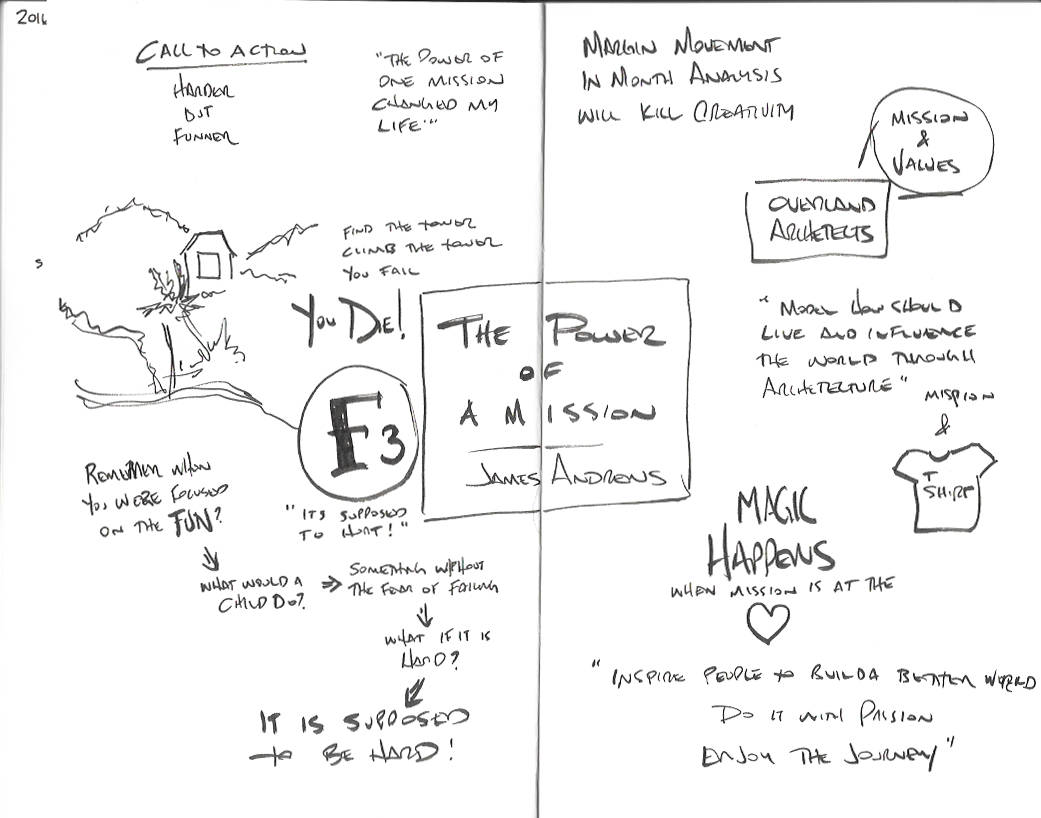 2016
CALL TO ACTION
HARDER
BUT
FUNNER
"THE POWER OF
ONE MISSION
CHANGED MY
LIFE"
S
FIND THE TOWER
CLIMB THE TOWER
YOU FAIL
YOU DIE!
F3
"ITS SUPPOSED
TO HURT!"
THE POWER
OF
A MISSION
JAMES ANDREWS
REMEMBER WHEN
YOU WERE FOCUSED
ON THE FUN?
WHAT WOULD A
CHILD DO?
SOMETHING WITHOUT
THE FEAR OF FAILING
WHAT IF IT IS
HARD?
IT IS SUPPOSED
TO BE HARD!
MARGIN MOVEMENT
IN MONTH ANALYSIS
WILL KILL CREATIVITY
MISSION
&
VALUES
OVERLAND
ARCHETECTS
"MODEL HOW SHOULD
LIVE AND INFLUENCE
THE WORLD THROUGH
ARCHETECTURE"
MISSION
&
T
SHIRT
MAGIC
HAPPENS
WHEN MISSION IS AT THE
"INSPIRE PEOPLE TO BUILD A BETTER WORLD
DO IT WITH PASSION
ENJOY THE JOURNEY"